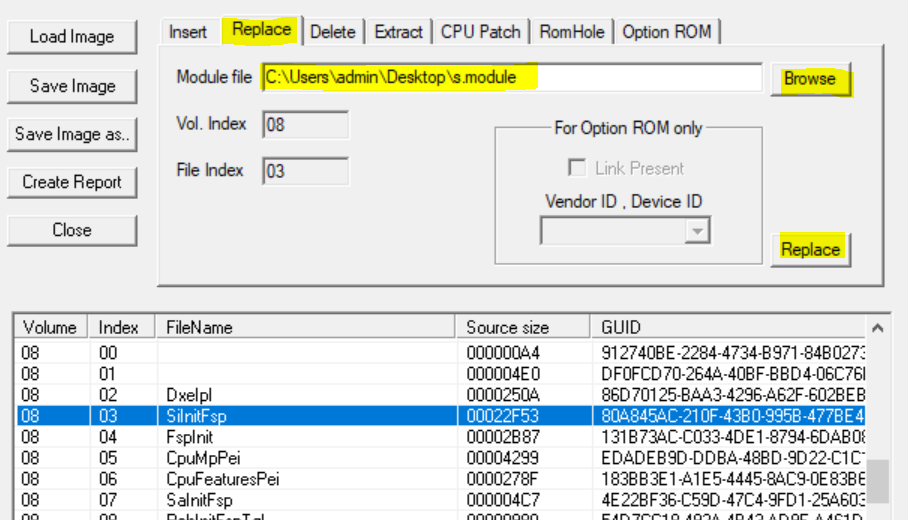 Load Image
Save Image
Save Image as..
Create Report
Close
Insert Replace Delete Extract CPU Patch RomHole Option ROM
Module file C:\Users\admin\Desktop\s.module Browse
Vol. Index 08
File Index 03
For Option ROM only
Link Present
Vendor ID , Device ID
Replace
Volume Index FileName Source size GUID
08 00 000000A4 912740BE-2284-4734-B971-84B0273
08 01 000004E0 DF0FCD70-264A-40BF-BBD4-06C76
08 02 DxeIpl 0000250A 86D70125-BAA3-4296-A62F-602BEB
08 03 SiInitFsp 00022F53 80A845AC-210F-43B0-995B-477BE4
08 04 FspInit 00002B87 131B73AC-C033-4DE1-8794-6DAB0
08 05 CpuMpPei 00004299 EDADEB9D-DDBA-48BD-9D22-C1C
08 06 CpuFeaturesPei 0000278F 183BB3E1-A1E5-4445-8AC9-0E83BE
08 07 SaInitFsp 000004C7 4E22BF36-C59D-47C4-9FD1-25A603